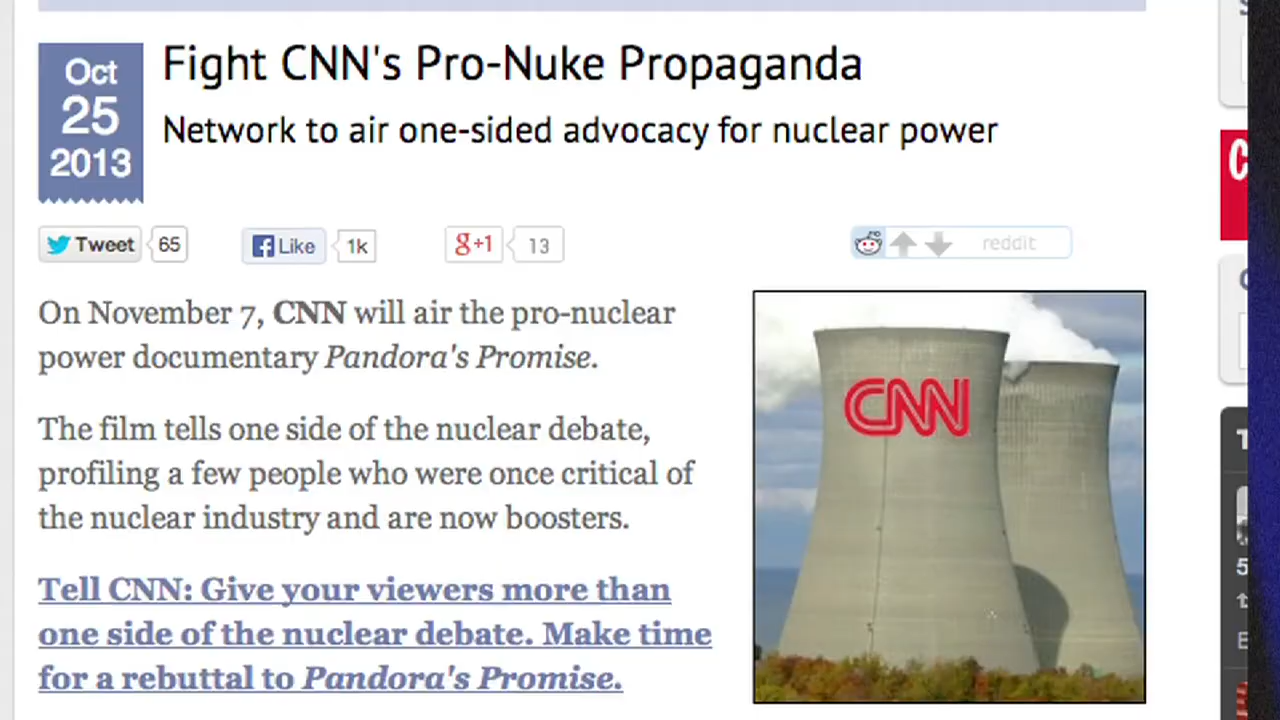 Oct
25
2013
Fight CNN's Pro-Nuke Propaganda
Network to air one-sided advocacy for nuclear power
Tweet 65
Like 1k
g+1 13
reddit
On November 7, CNN will air the pro-nuclear
power documentary Pandora's Promise.
CNN
The film tells one side of the nuclear debate,
profiling a few people who were once critical of
the nuclear industry and are now boosters.
Tell CNN: Give your viewers more than
one side of the nuclear debate. Make time
for a rebuttal to Pandora's Promise.